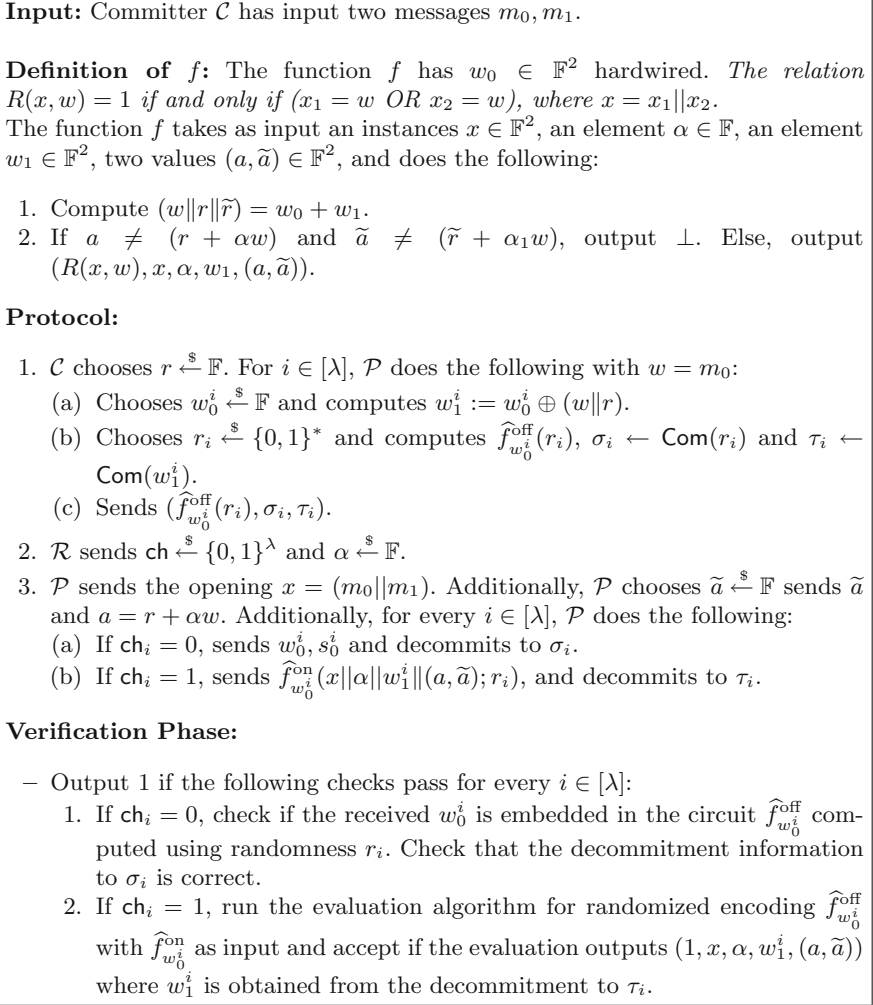 Input: Committer 𝒞 has input two messages m₀, m₁.
Definition of f: The function f has w₀ ∈ 𝔽² hardwired. The relation
R(x, w) = 1 if and only if (x₁ = w OR x₂ = w), where x = x₁||x₂.
The function f takes as input an instances x ∈ 𝔽², an element α ∈ 𝔽, an element
w₁ ∈ 𝔽², two values (a, ã) ∈ 𝔽², and does the following:
1. Compute (w‖r‖r̃) = w₀ + w₁.
2. If a ≠ (r + αw) and ã ≠ (r̃ + α₁w), output ⊥. Else, output
(R(x, w), x, α, w₁, (a, ã)).
Protocol:
1. 𝒞 chooses r ←$ 𝔽. For i ∈ [λ], 𝒫 does the following with w = m₀:
(a) Chooses w₀ⁱ ←$ 𝔽 and computes w₁ⁱ := w₀ⁱ ⊕ (w‖r).
(b) Chooses rᵢ ←$ {0, 1}* and computes f̂^off_{w₀ⁱ}(rᵢ), σᵢ ← Com(rᵢ) and τᵢ ←
Com(w₁ⁱ).
(c) Sends (f̂^off_{w₀ⁱ}(rᵢ), σᵢ, τᵢ).
2. ℛ sends ch ←$ {0, 1}^λ and α ←$ 𝔽.
3. 𝒫 sends the opening x = (m₀||m₁). Additionally, 𝒫 chooses ã ←$ 𝔽 sends ã
and a = r + αw. Additionally, for every i ∈ [λ], 𝒫 does the following:
(a) If chᵢ = 0, sends w₀ⁱ, s₀ⁱ and decommits to σᵢ.
(b) If chᵢ = 1, sends f̂^on_{w₀ⁱ}(x||α||w₁ⁱ‖(a, ã); rᵢ), and decommits to τᵢ.
Verification Phase:
– Output 1 if the following checks pass for every i ∈ [λ]:
1. If chᵢ = 0, check if the received w₀ⁱ is embedded in the circuit f̂^off_{w₀ⁱ} com-
puted using randomness rᵢ. Check that the decommitment information
to σᵢ is correct.
2. If chᵢ = 1, run the evaluation algorithm for randomized encoding f̂^off_{w₀ⁱ}
with f̂^on_{w₀ⁱ} as input and accept if the evaluation outputs (1, x, α, w₁ⁱ, (a, ã))
where w₁ⁱ is obtained from the decommitment to τᵢ.